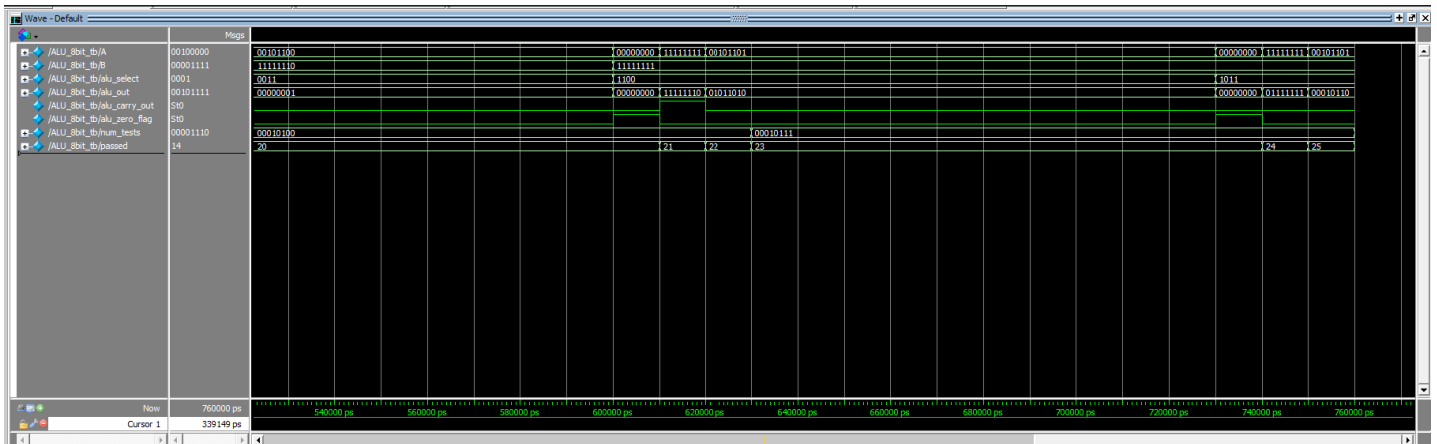 Wave - Default
Msgs
/ALU_8bit_tb/A 00100000 00101100 00000000 11111111 00101101 00000000 11111111 00101101
/ALU_8bit_tb/B 00001111 11111110 11111111
/ALU_8bit_tb/alu_select 0001 0011 1100 1011
/ALU_8bit_tb/alu_out 00101111 00000001 00000000 11111110 01011010 00000000 01111111 00010110
/ALU_8bit_tb/alu_carry_out St0
/ALU_8bit_tb/alu_zero_flag St0
/ALU_8bit_tb/num_tests 00001110 00010100 00010111
/ALU_8bit_tb/passed 14 20 21 22 23 24 25
Now 760000 ps 540000 ps 560000 ps 580000 ps 600000 ps 620000 ps 640000 ps 660000 ps 680000 ps 700000 ps 720000 ps 740000 ps 760000 ps
Cursor 1 339149 ps